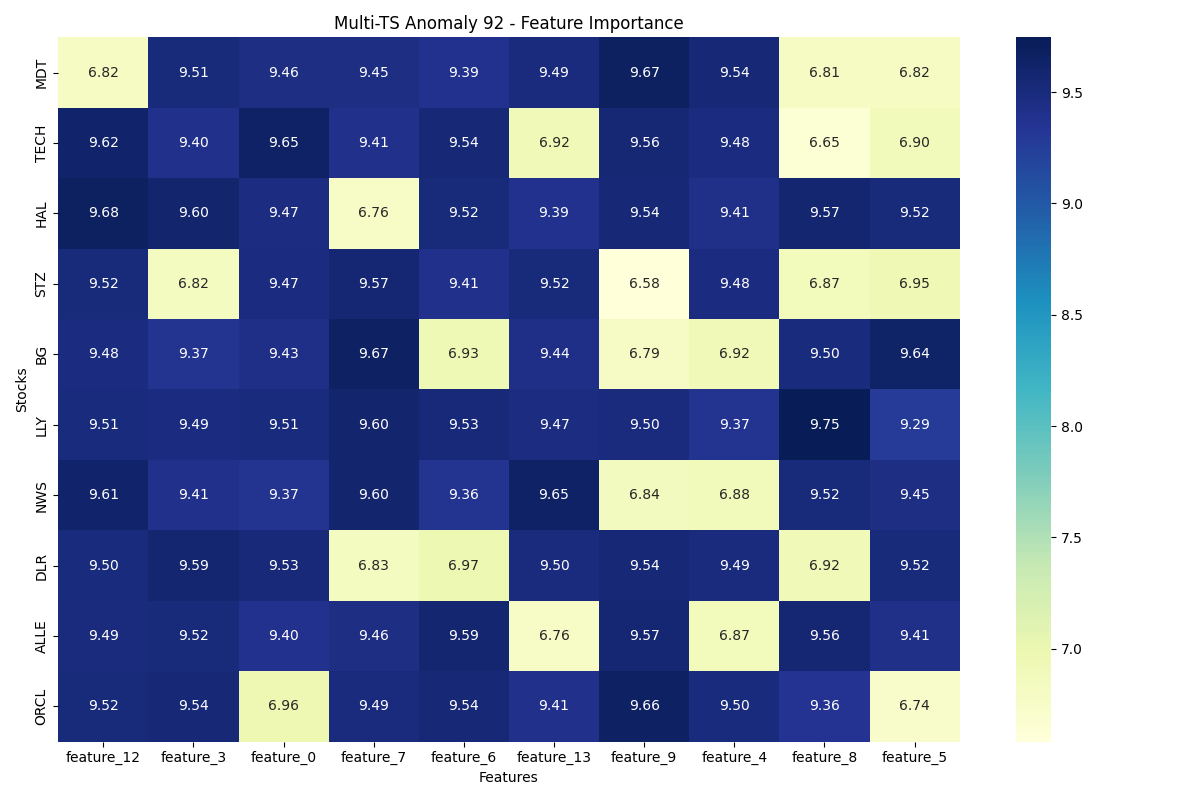 Multi-TS Anomaly 92 - Feature Importance
Stocks
MDT 6.82 9.51 9.46 9.45 9.39 9.49 9.67 9.54 6.81 6.82
TECH 9.62 9.40 9.65 9.41 9.54 6.92 9.56 9.48 6.65 6.90
HAL 9.68 9.60 9.47 6.76 9.52 9.39 9.54 9.41 9.57 9.52
STZ 9.52 6.82 9.47 9.57 9.41 9.52 6.58 9.48 6.87 6.95
BG 9.48 9.37 9.43 9.67 6.93 9.44 6.79 6.92 9.50 9.64
LLY 9.51 9.49 9.51 9.60 9.53 9.47 9.50 9.37 9.75 9.29
NWS 9.61 9.41 9.37 9.60 9.36 9.65 6.84 6.88 9.52 9.45
DLR 9.50 9.59 9.53 6.83 6.97 9.50 9.54 9.49 6.92 9.52
ALLE 9.49 9.52 9.40 9.46 9.59 6.76 9.57 6.87 9.56 9.41
ORCL 9.52 9.54 6.96 9.49 9.54 9.41 9.66 9.50 9.36 6.74
feature_12 feature_3 feature_0 feature_7 feature_6 feature_13 feature_9 feature_4 feature_8 feature_5
Features
9.5
9.0
8.5
8.0
7.5
7.0